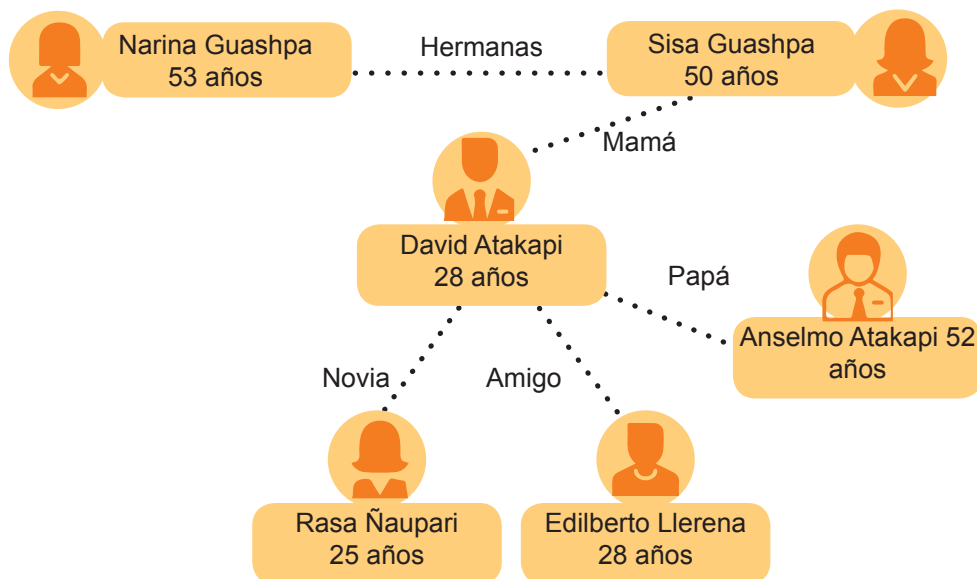 Narina Guashpa
53 años
Hermanas
Sisa Guashpa
50 años
Mamá
David Atakapi
28 años
Papá
Anselmo Atakapi 52
años
Novia
Amigo
Rasa Ñaupari
25 años
Edilberto Llerena
28 años